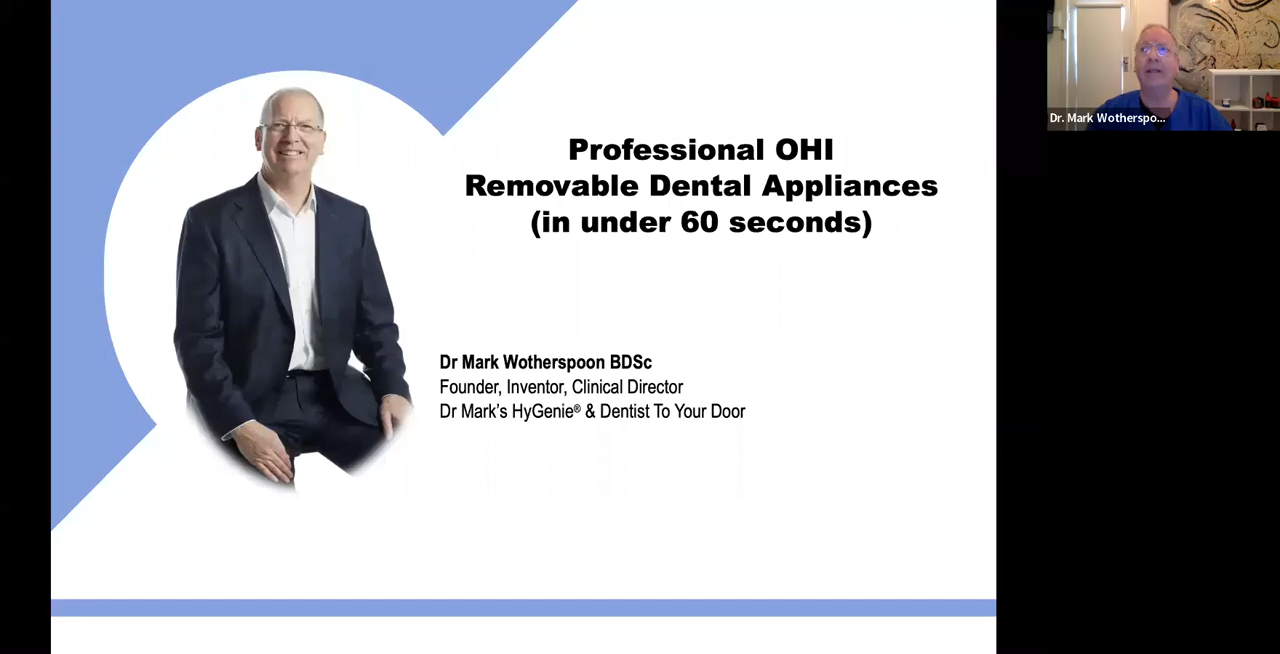 Professional OHI
Removable Dental Appliances
(in under 60 seconds)
Dr Mark Wotherspoon BDSc
Founder, Inventor, Clinical Director
Dr Mark's HyGenie® & Dentist To Your Door
Dr. Mark Wotherspo...